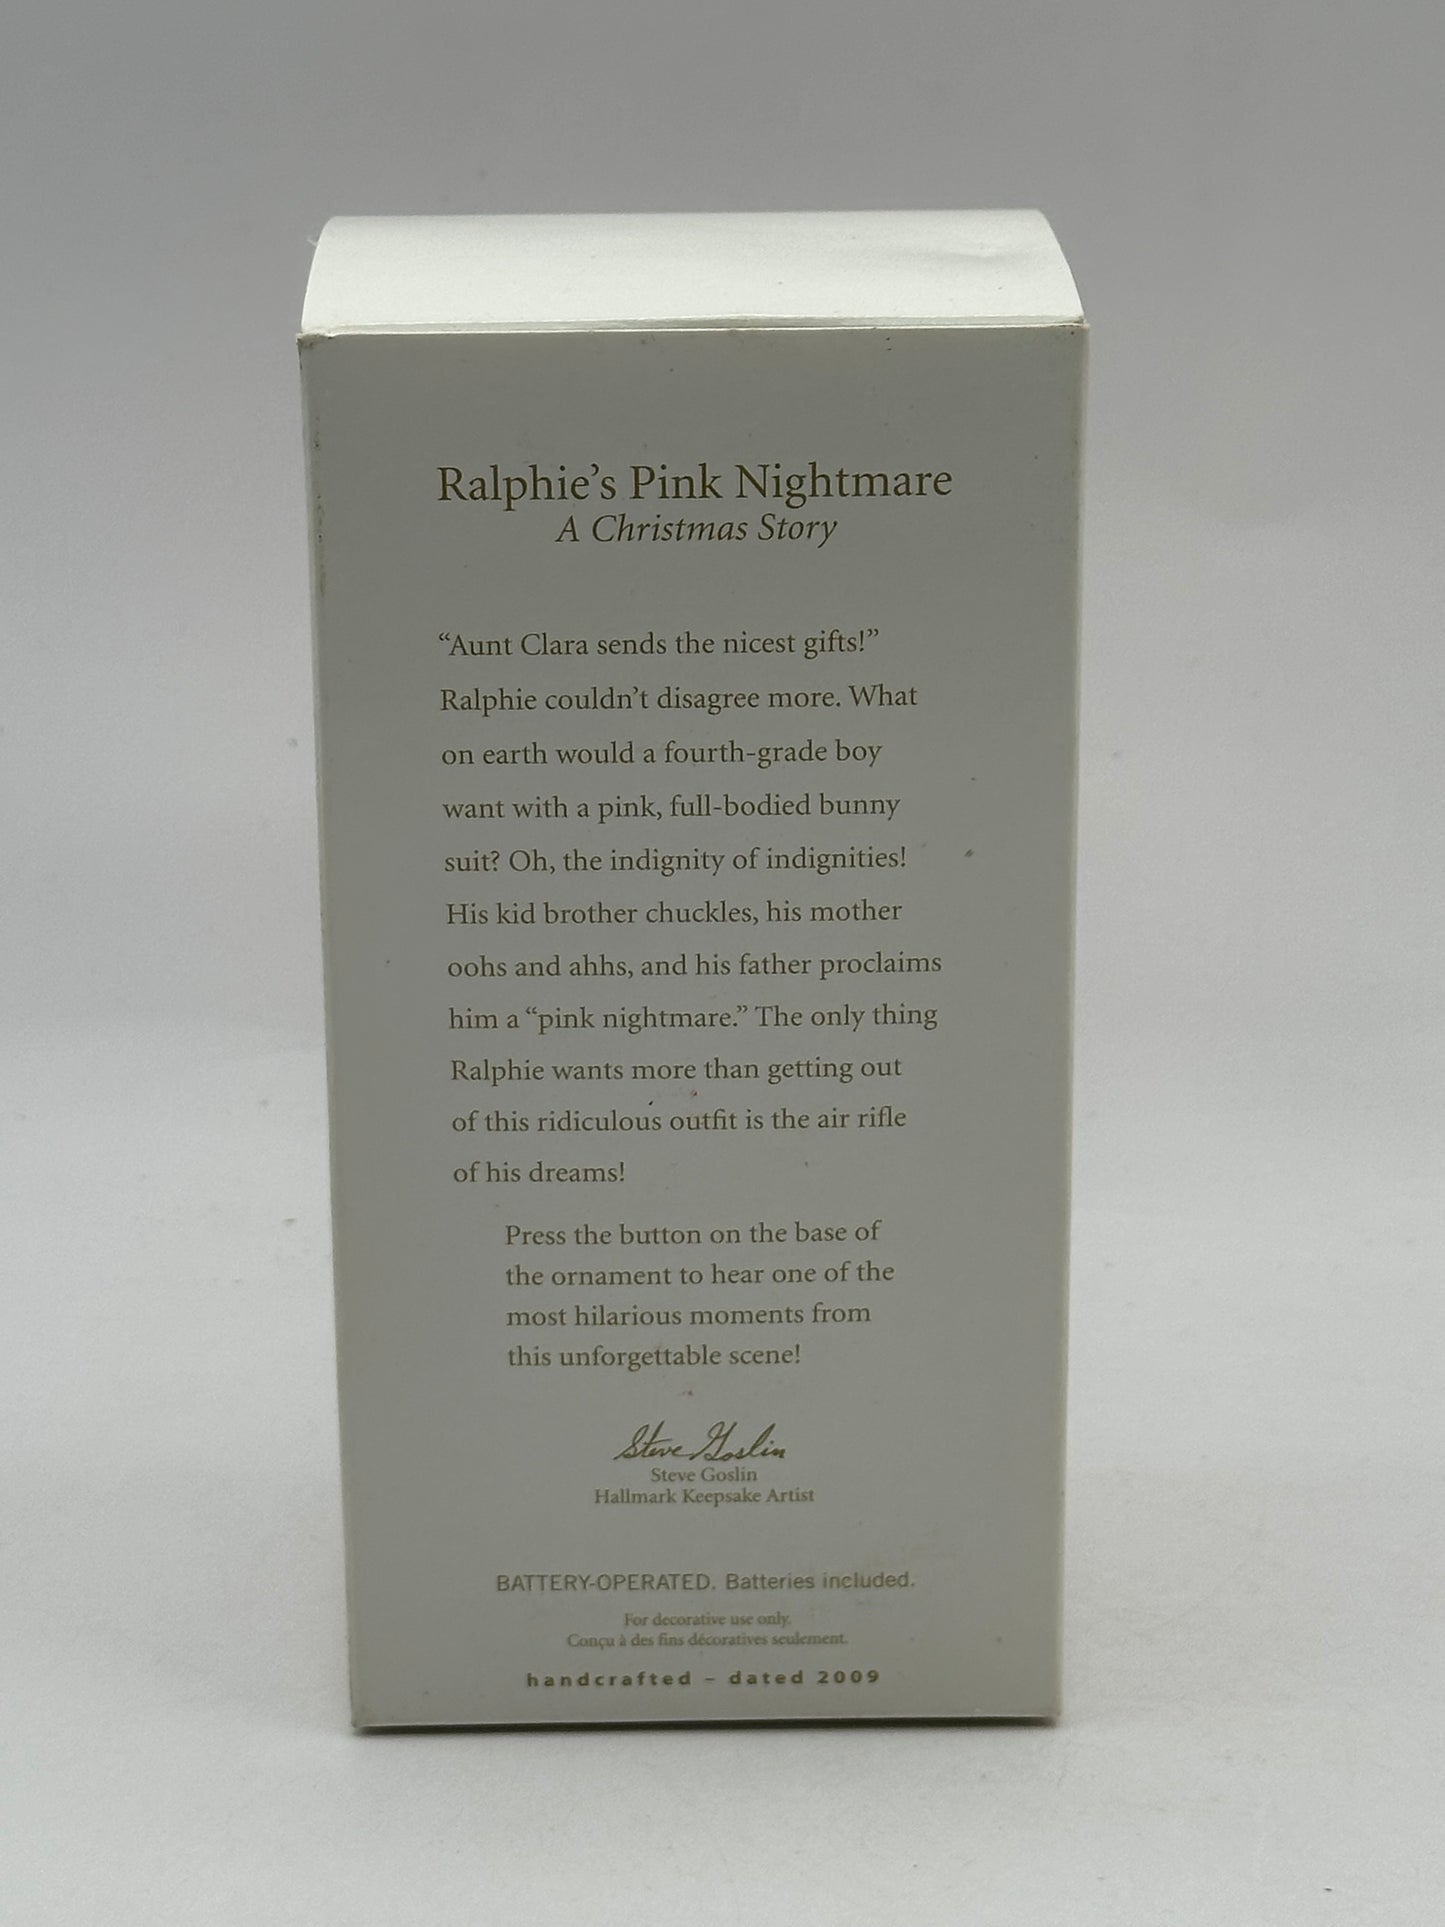 Ralphie’s Pink Nightmare
A Christmas Story
“Aunt Clara sends the nicest gifts!”
Ralphie couldn’t disagree more. What
on earth would a fourth-grade boy
want with a pink, full-bodied bunny
suit? Oh, the indignity of indignities!
His kid brother chuckles, his mother
oohs and ahhs, and his father proclaims
him a “pink nightmare.” The only thing
Ralphie wants more than getting out
of this ridiculous outfit is the air rifle
of his dreams!
Press the button on the base of
the ornament to hear one of the
most hilarious moments from
this unforgettable scene!
Steve Goslin
Steve Goslin
Hallmark Keepsake Artist
BATTERY-OPERATED. Batteries included.
For decorative use only.
Conçu à des fins décoratives seulement.
handcrafted – dated 2009